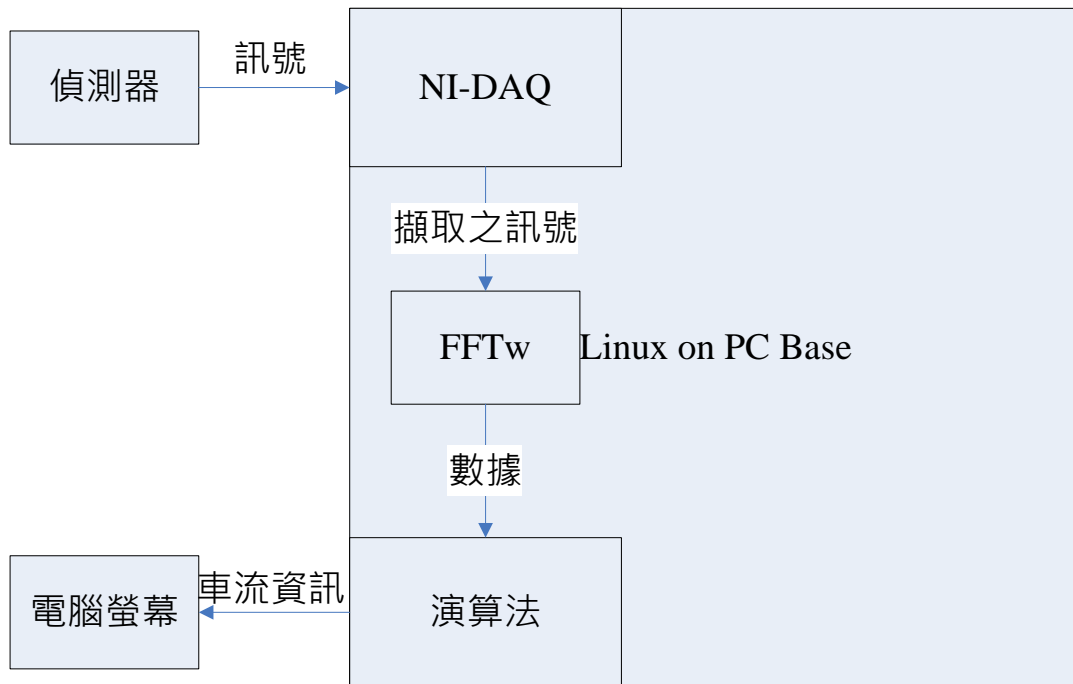 偵測器
訊號
NI-DAQ
擷取之訊號
FFTw
Linux on PC Base
數據
電腦螢幕
車流資訊
演算法